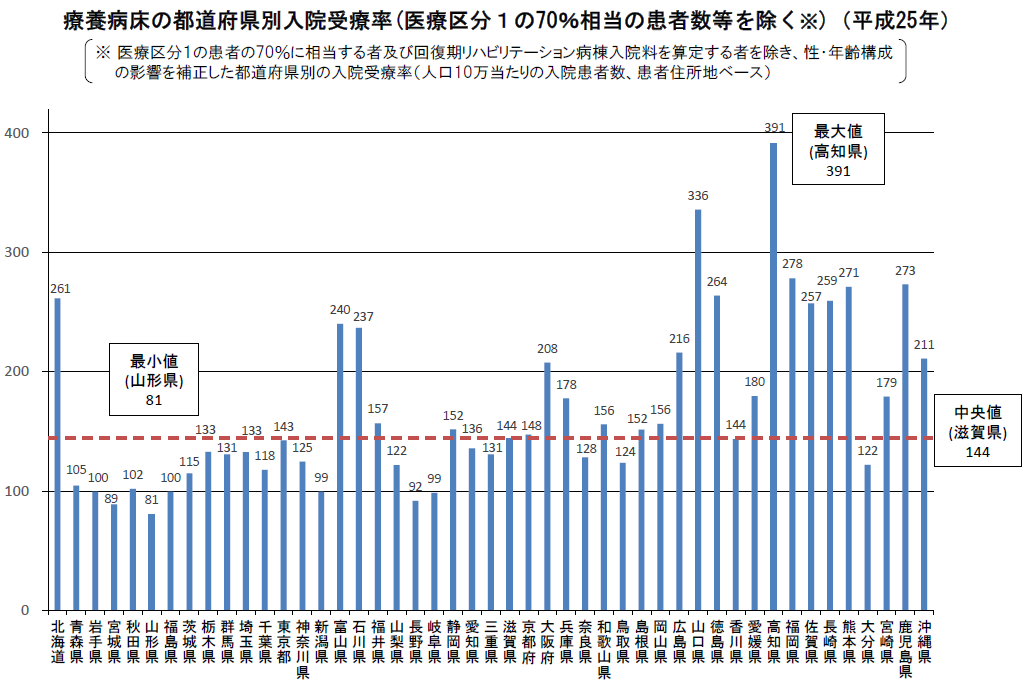 療養病床の都道府県別入院受療率（医療区分１の70％相当の患者数等を除く※）（平成25年）
※ 医療区分1の患者の70％に相当する者及び回復期リハビリテーション病棟入院料を算定する者を除き、性・年齢構成
の影響を補正した都道府県別の入院受療率（人口10万当たりの入院患者数、患者住所地ベース）
400
300
200
100
0
261
105
100
89
102
81
100
115
133
131
133
118
143
125
99
240
237
157
122
92
99
152
136
131
144
148
208
178
128
156
124
152
156
216
336
264
144
180
391
278
257
259
271
122
179
273
211
最小値
(山形県)
81
最大値
(高知県)
391
中央値
(滋賀県)
144
北海道
青森県
岩手県
宮城県
秋田県
山形県
福島県
茨城県
栃木県
群馬県
埼玉県
千葉県
東京都
神奈川県
新潟県
富山県
石川県
福井県
山梨県
長野県
岐阜県
静岡県
愛知県
三重県
滋賀県
京都府
大阪府
兵庫県
奈良県
和歌山県
鳥取県
島根県
岡山県
広島県
山口県
徳島県
香川県
愛媛県
高知県
福岡県
佐賀県
長崎県
熊本県
大分県
宮崎県
鹿児島県
沖縄県